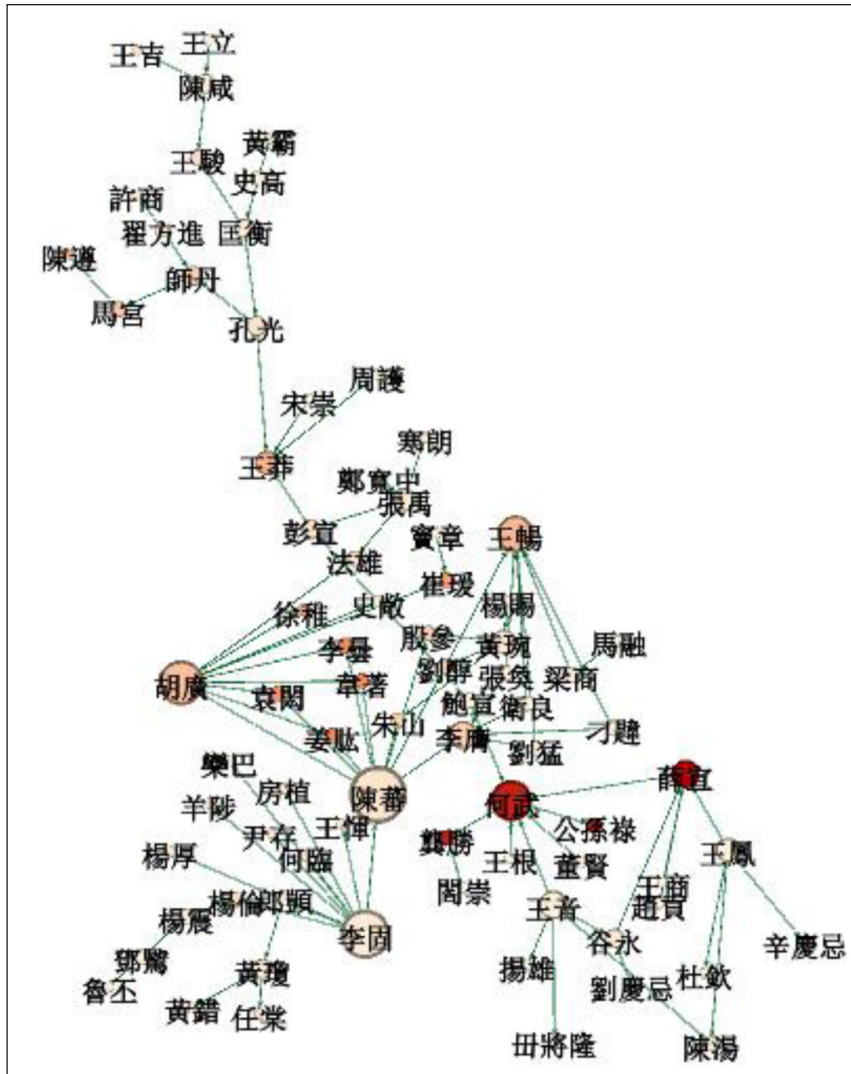 王立
王吉
陳咸
黃霸
王駿
史高
許商
翟方進
匡衡
陳遵
師丹
馬宮
孔光
周護
宋崇
寒朗
王莽
鄭寬中
張禹
彭宣
竇章
王暢
法雄
崔瑗
徐稚
史敞
楊賜
殷參
黃琬
馬融
李曇
劉醇
張奐
梁商
胡廣
韋著
袁閎
鮑宣
衛良
朱山
刁韙
姜肱
李膺
劉猛
欒巴
房植
陳蕃
何武
薛宣
羊陟
王惲
公孫祿
尹存
龔勝
楊厚
何臨
王根
董賢
王鳳
閻崇
王商
楊倫
郎顗
王音
趙貢
楊震
李固
谷永
辛慶忌
鄧騭
黃瓊
揚雄
杜欽
魯丕
劉慶忌
黃錯
任棠
毌將隆
陳湯